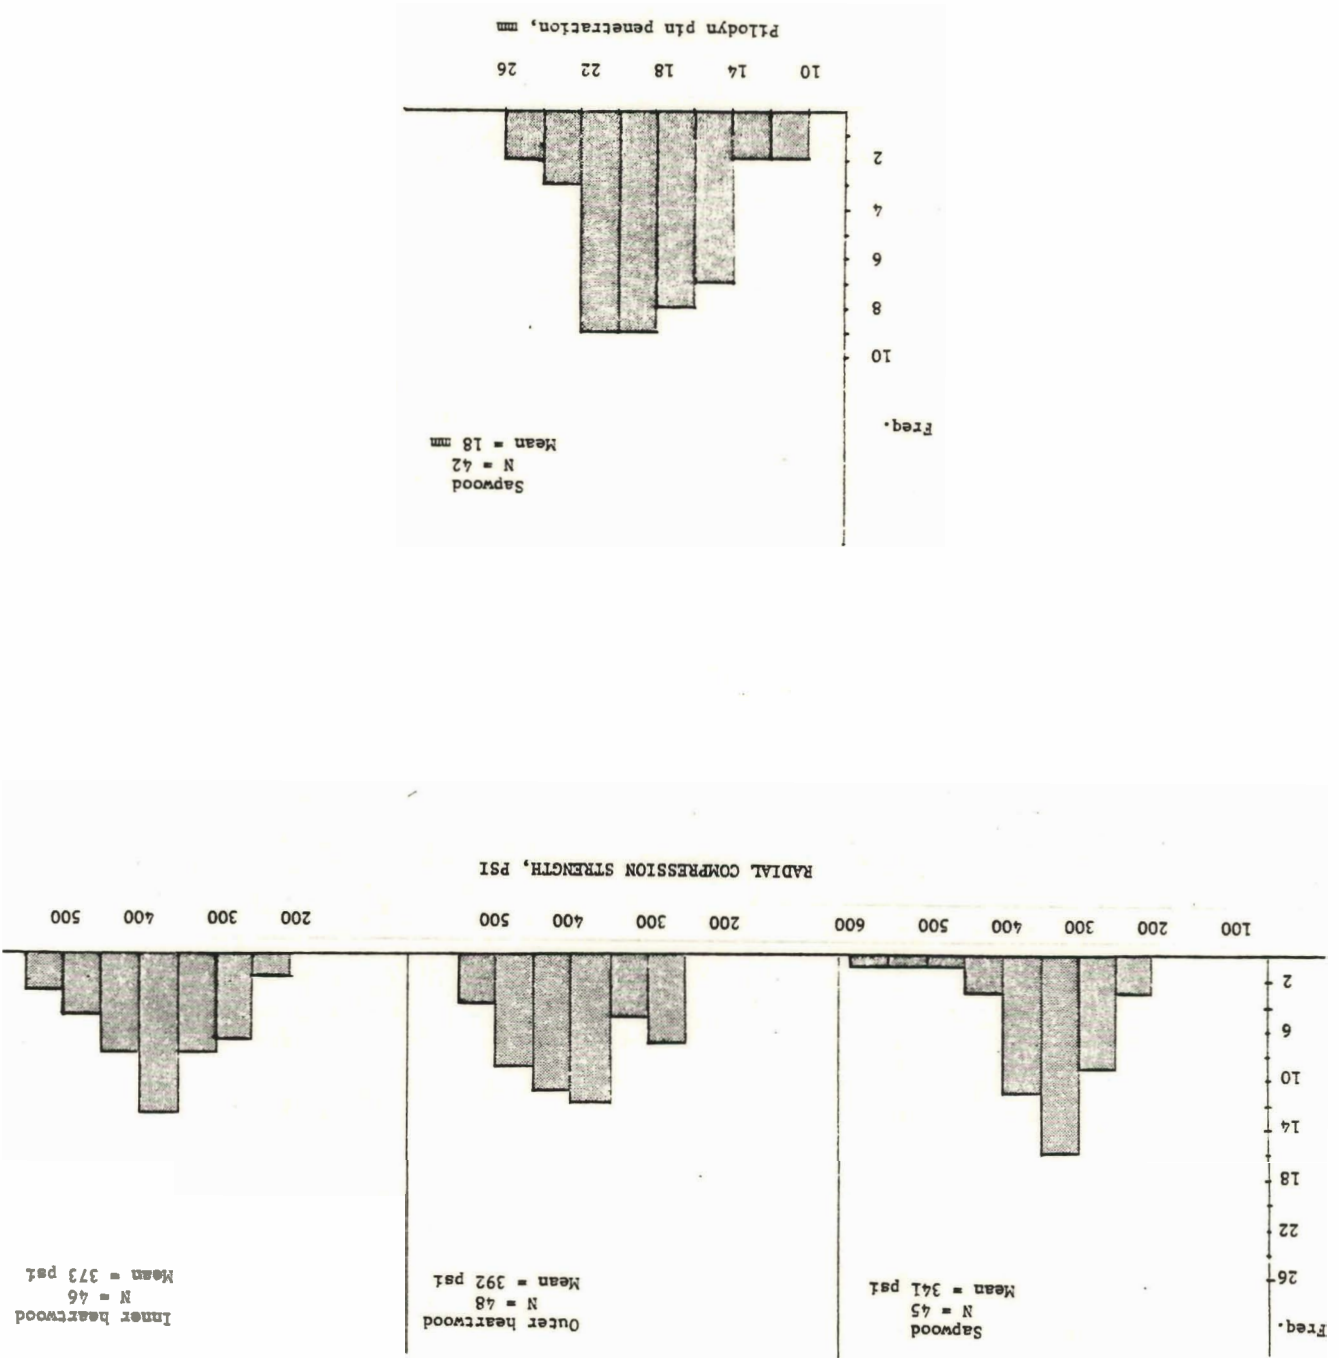 Freq.
Sapwood
N = 45
Mean = 341 psi
Outer heartwood
N = 48
Mean = 392 psi
Inner heartwood
N = 46
Mean = 373 psi
26
22
18
14
10
6
2
100 200 300 400 500 600
200 300 400 500
200 300 400 500
RADIAL COMPRESSION STRENGTH, PSI
Freq.
Sapwood
N = 42
Mean = 18 mm
10
8
6
4
2
10 14 18 22 26
Pilodyn pin penetration, mm